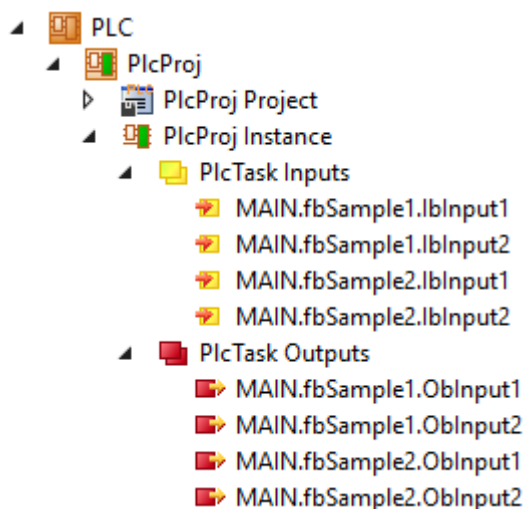 PLC
PlcProj
PlcProj Project
PlcProj Instance
PlcTask Inputs
MAIN.fbSample1.IbInput1
MAIN.fbSample1.IbInput2
MAIN.fbSample2.IbInput1
MAIN.fbSample2.IbInput2
PlcTask Outputs
MAIN.fbSample1.ObInput1
MAIN.fbSample1.ObInput2
MAIN.fbSample2.ObInput1
MAIN.fbSample2.ObInput2